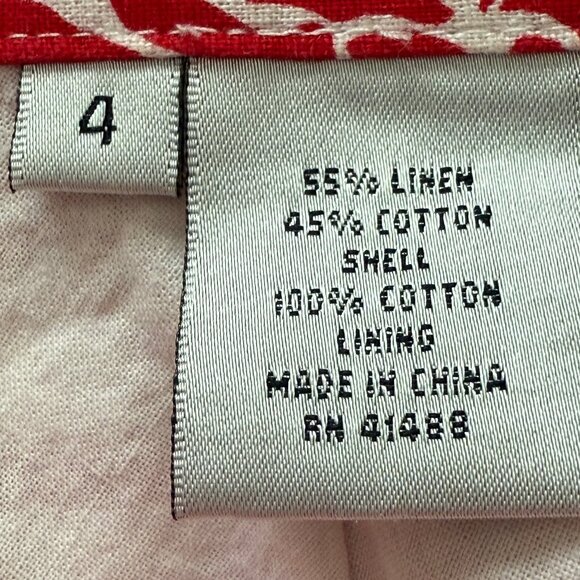 4
55% LINEN
45% COTTON
SHELL
100% COTTON
LINING
MADE IN CHINA
RN 41488